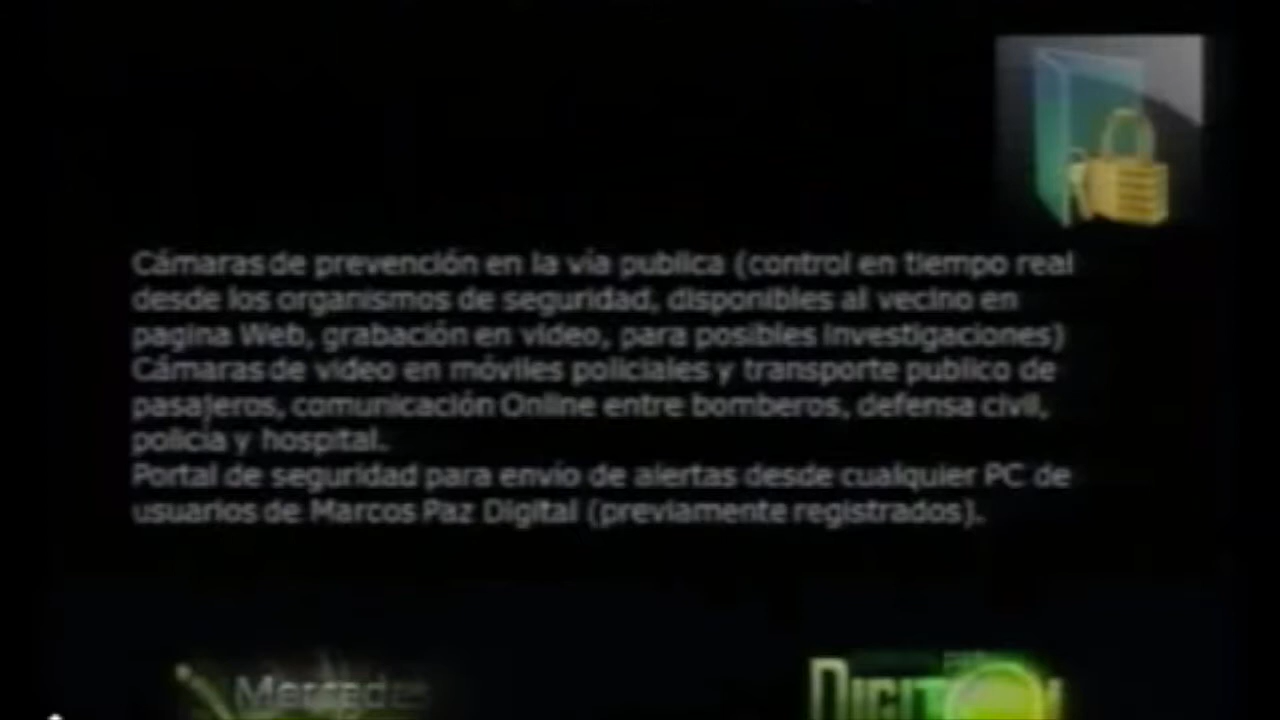 Cámaras de prevención en la vía publica (control en tiempo real
desde los organismos de seguridad, disponibles al vecino en
pagina Web, grabación en video, para posibles investigaciones)
Cámaras de video en móviles policiales y transporte publico de
pasajeros, comunicación Online entre bomberos, defensa civil,
policía y hospital.
Portal de seguridad para envío de alertas desde cualquier PC de
usuarios de Marcos Paz Digital (previamente registrados).